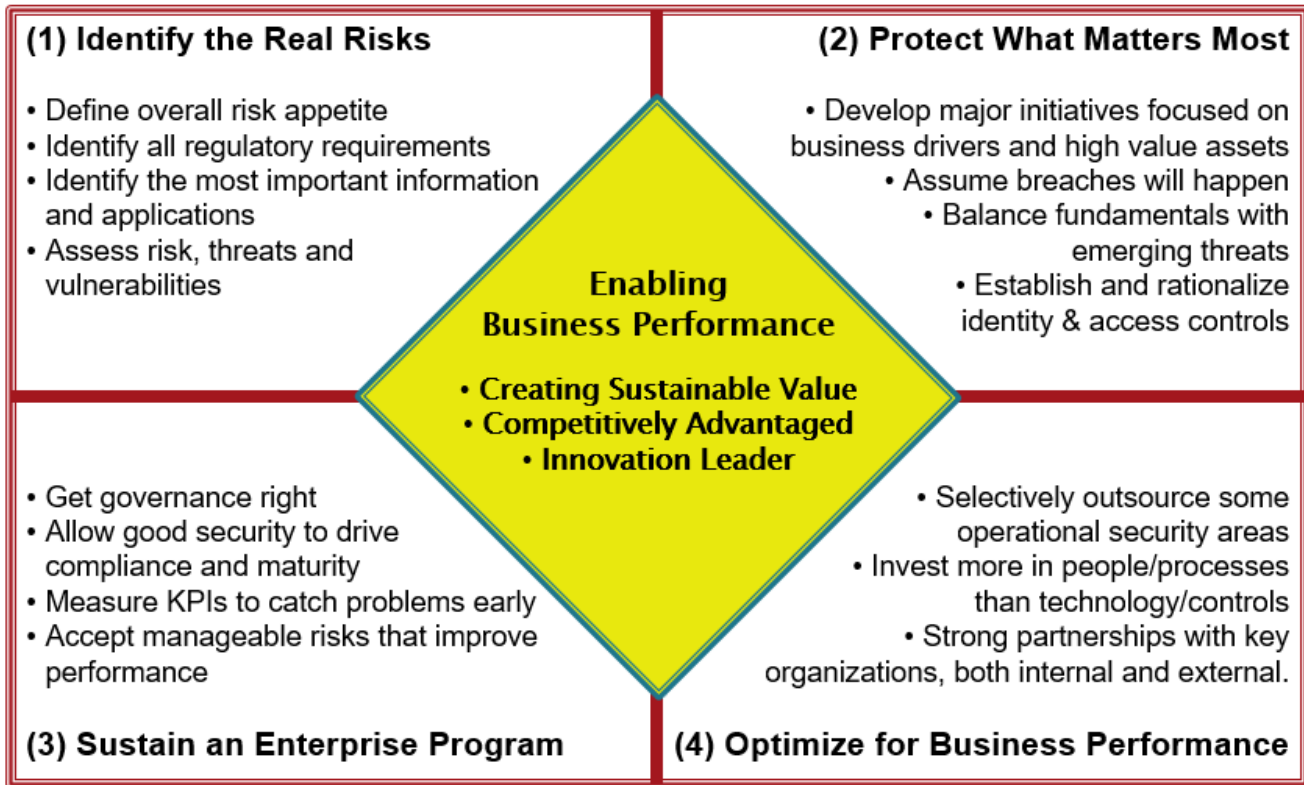 (1) Identify the Real Risks
• Define overall risk appetite
• Identify all regulatory requirements
• Identify the most important information
and applications
• Assess risk, threats and
vulnerabilities
(2) Protect What Matters Most
• Develop major initiatives focused on
business drivers and high value assets
• Assume breaches will happen
• Balance fundamentals with
emerging threats
• Establish and rationalize
identity & access controls
Enabling
Business Performance
• Creating Sustainable Value
• Competitively Advantaged
• Innovation Leader
• Get governance right
• Allow good security to drive
compliance and maturity
• Measure KPIs to catch problems early
• Accept manageable risks that improve
performance
(3) Sustain an Enterprise Program
• Selectively outsource some
operational security areas
• Invest more in people/processes
than technology/controls
• Strong partnerships with key
organizations, both internal and external.
(4) Optimize for Business Performance